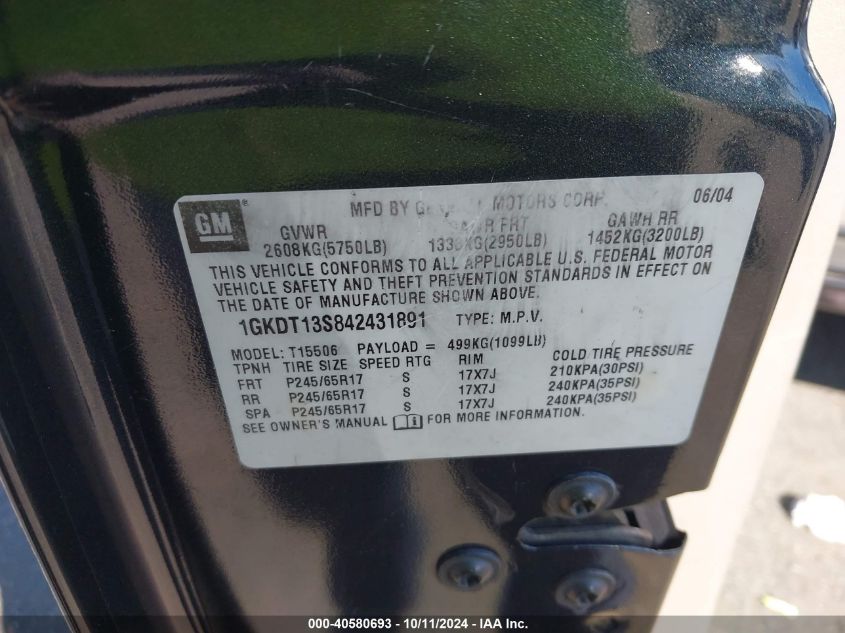 GM
MFD BY MOTORS CORP. 06/04
GVWR FRT GAWR RR
2608KG(5750LB) 1338KG(2950LB) 1452KG(3200LB)
THIS VEHICLE CONFORMS TO ALL APPLICABLE U.S. FEDERAL MOTOR
VEHICLE SAFETY AND THEFT PREVENTION STANDARDS IN EFFECT ON
THE DATE OF MANUFACTURE SHOWN ABOVE.
1GKDT13S842431891 TYPE: M.P.V.
MODEL: T15506 PAYLOAD = 499KG(1099LB)
TPNH TIRE SIZE SPEED RTG RIM COLD TIRE PRESSURE
FRT P245/65R17 S 17X7J 210KPA(30PSI)
RR P245/65R17 S 17X7J 240KPA(35PSI)
SPA P245/65R17 S 17X7J 240KPA(35PSI)
SEE OWNER'S MANUAL FOR MORE INFORMATION.
000-40580693 - 10/11/2024 - IAA Inc.